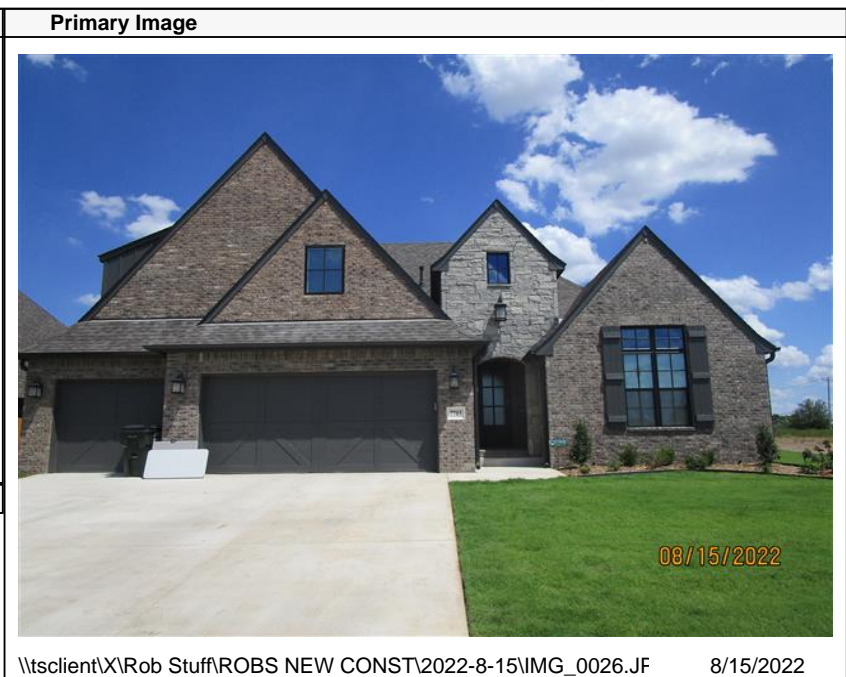 Primary Image
08/15/2022
\\tsclient\X\Rob Stuff\ROBS NEW CONST\2022-8-15\IMG_0026.JF 8/15/2022